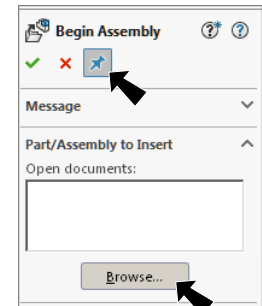 Begin Assembly
Message
Part/Assembly to Insert
Open documents:
Browse...